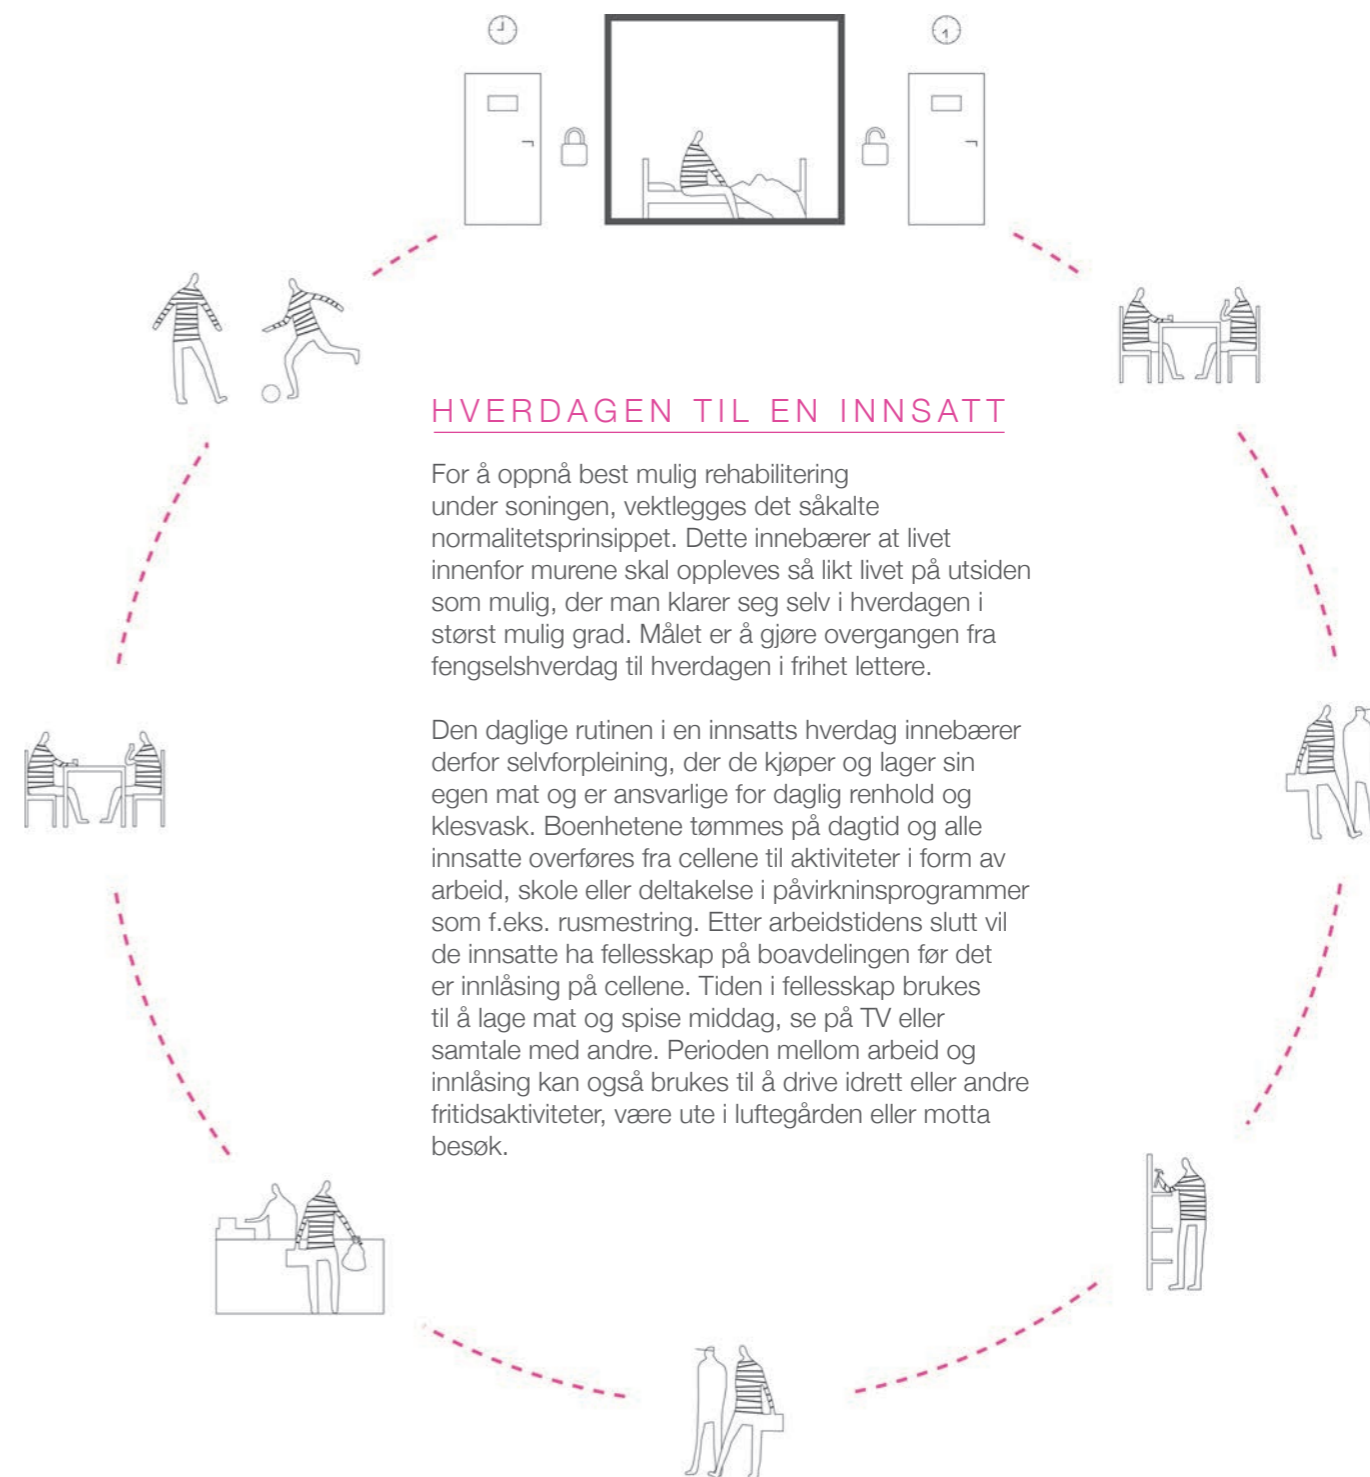 HVERDAGEN TIL EN INNSATT
For å oppnå best mulig rehabilitering
under soningen, vektlegges det såkalte
normalitetsprinsippet. Dette innebærer at livet
innenfor murene skal oppleves så likt livet på utsiden
som mulig, der man klarer seg selv i hverdagen i
størst mulig grad. Målet er å gjøre overgangen fra
fengselshverdag til hverdagen i frihet lettere.
Den daglige rutinen i en innsatts hverdag innebærer
derfor selvforpleining, der de kjøper og lager sin
egen mat og er ansvarlige for daglig renhold og
klesvask. Boenhetene tømmes på dagtid og alle
innsatte overføres fra cellene til aktiviteter i form av
arbeid, skole eller deltakelse i påvirkninsprogrammer
som f.eks. rusmestring. Etter arbeidstidens slutt vil
de innsatte ha fellesskap på boavdelingen før det
er innlåsing på cellene. Tiden i fellesskap brukes
til å lage mat og spise middag, se på TV eller
samtale med andre. Perioden mellom arbeid og
innlåsing kan også brukes til å drive idrett eller andre
fritidsaktiviteter, være ute i luftegården eller motta
besøk.